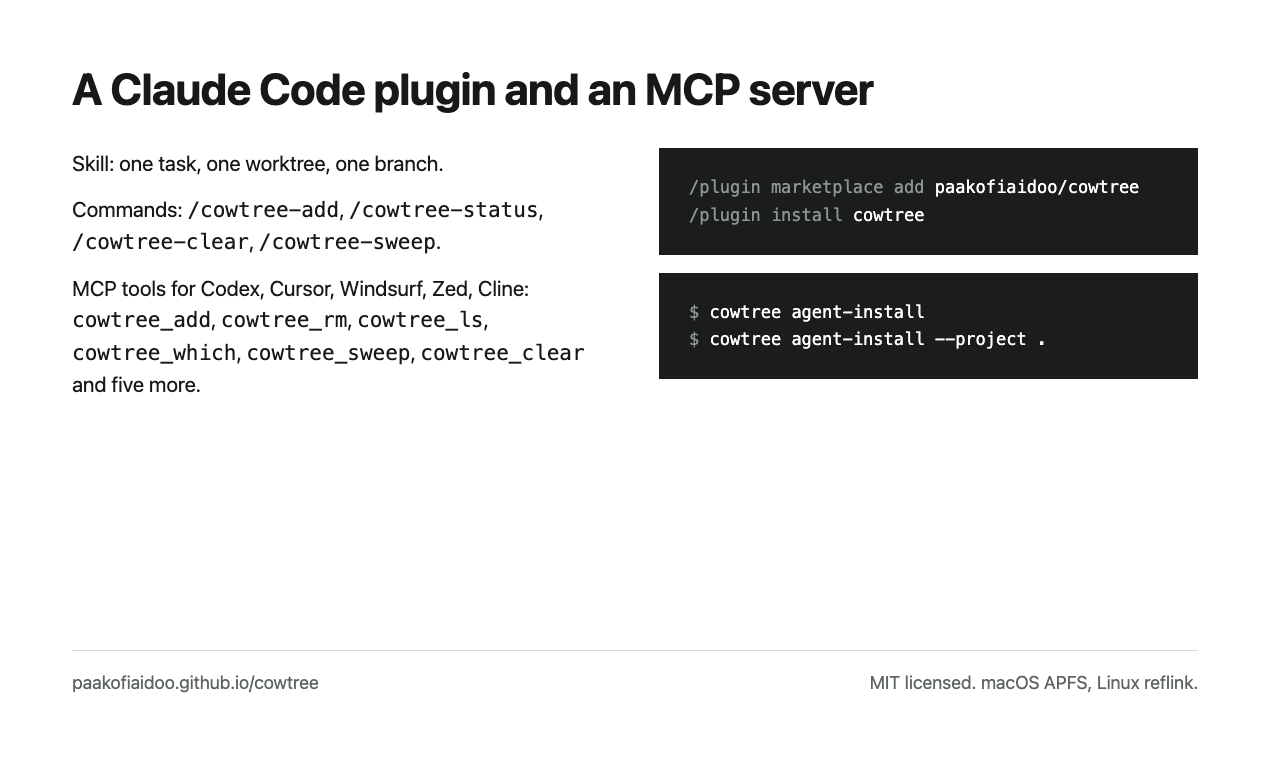 A Claude Code plugin and an MCP server
Skill: one task, one worktree, one branch.
Commands: /cowtree-add, /cowtree-status,
/cowtree-clear, /cowtree-sweep.
MCP tools for Codex, Cursor, Windsurf, Zed, Cline:
cowtree_add, cowtree_rm, cowtree_ls,
cowtree_which, cowtree_sweep, cowtree_clear
and five more.
/plugin marketplace add paakofiaidoo/cowtree
/plugin install cowtree
$ cowtree agent-install
$ cowtree agent-install --project .
paakofiaidoo.github.io/cowtree
MIT licensed. macOS APFS, Linux reflink.